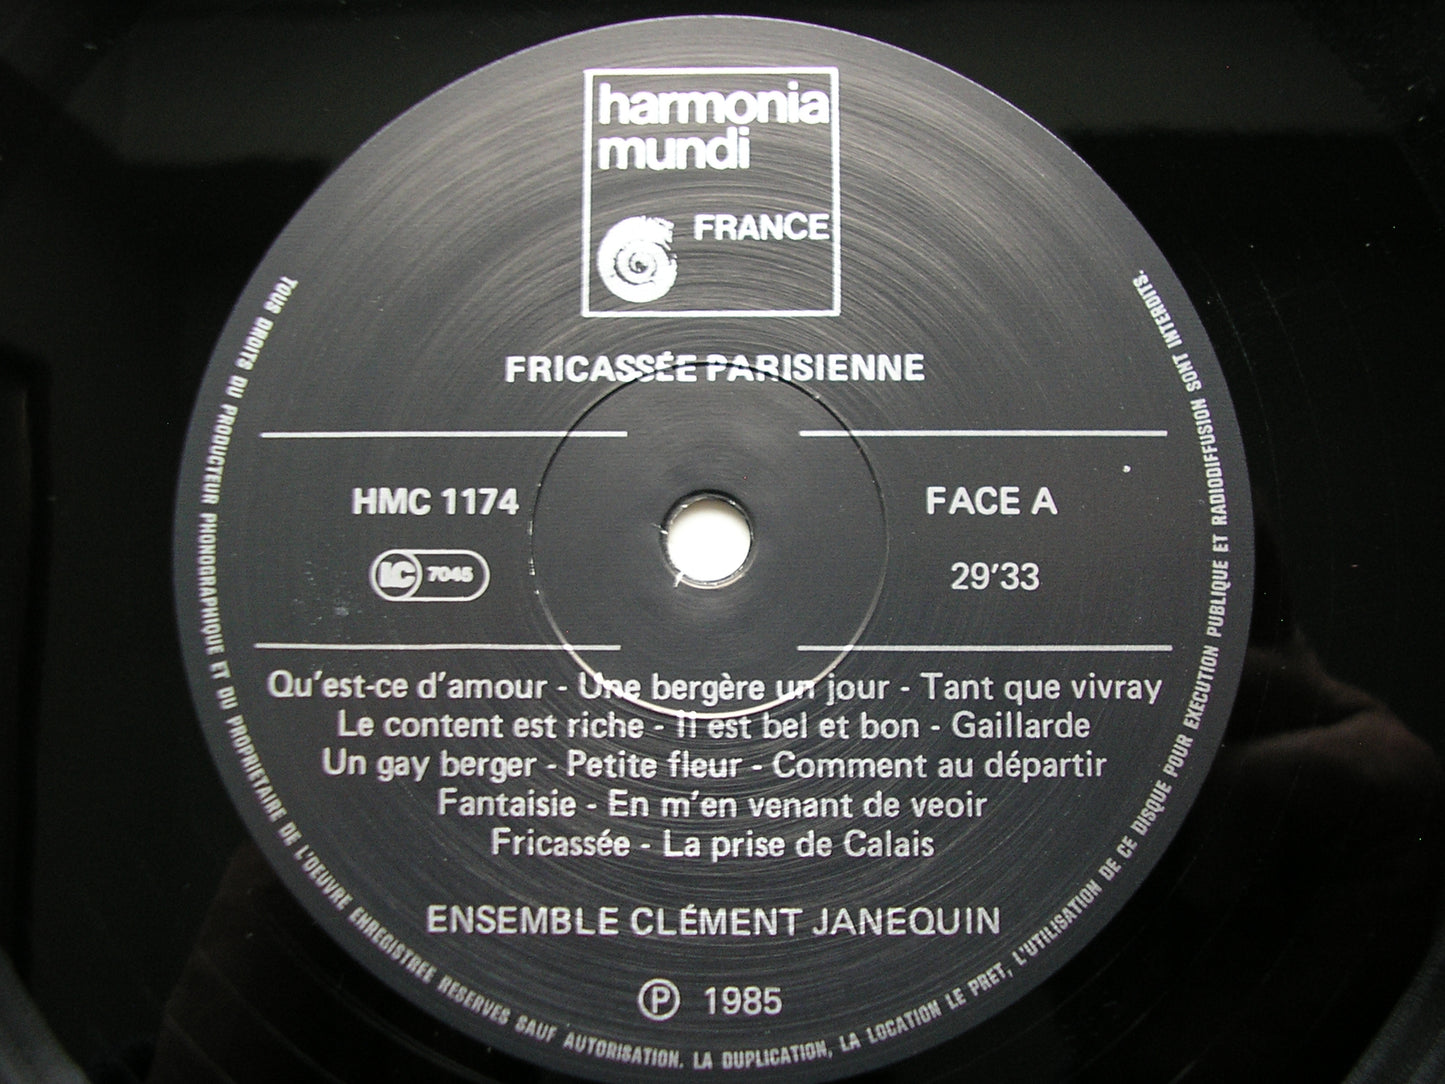 harmonia
mundi
FRANCE
FRICASSÉE PARISIENNE
HMC 1174
FACE A
LC 7045
29'33
Qu'est-ce d'amour - Une bergère un jour - Tant que vivray
Le content est riche - Il est bel et bon - Gaillarde
Un gay berger - Petite fleur - Comment au départir
Fantaisie - En m'en venant de veoir
Fricassée - La prise de Calais
ENSEMBLE CLÉMENT JANEQUIN
℗ 1985
TOUS DROITS DU PRODUCTEUR PHONOGRAPHIQUE ET DU PROPRIETAIRE DE L'OEUVRE ENREGISTREE RESERVES SAUF AUTORISATION. LA DUPLICATION, LA LOCATION LE PRET, L'UTILISATION DE CE DISQUE POUR EXECUTION PUBLIQUE ET RADIODIFFUSION SONT INTERDITS.